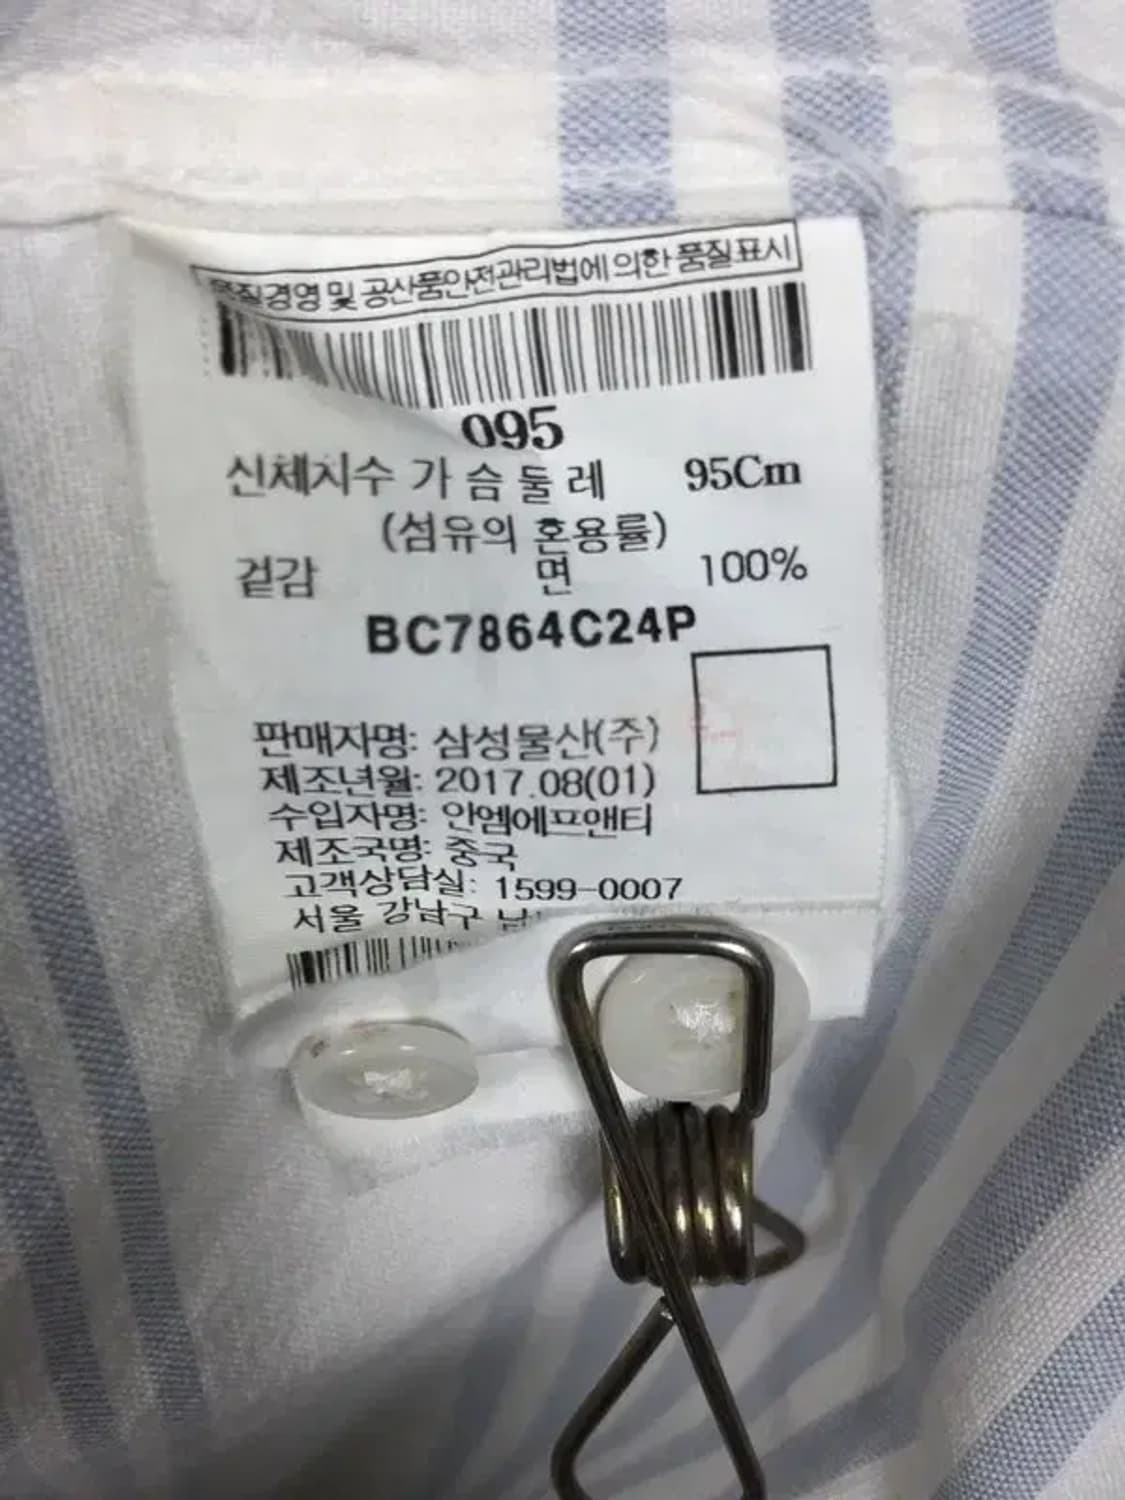 품질경영 및 공산품안전관리법에 의한 품질표시
095
신체치수 가 슴 둘 레 95Cm
(섬유의 혼용률)
겉감 면 100%
BC7864C24P
판매자명: 삼성물산(주)
제조년월: 2017.08(01)
수입자명: 안엠에프앤티
제조국명: 중국
고객상담실: 1599-0007
서울 강남구